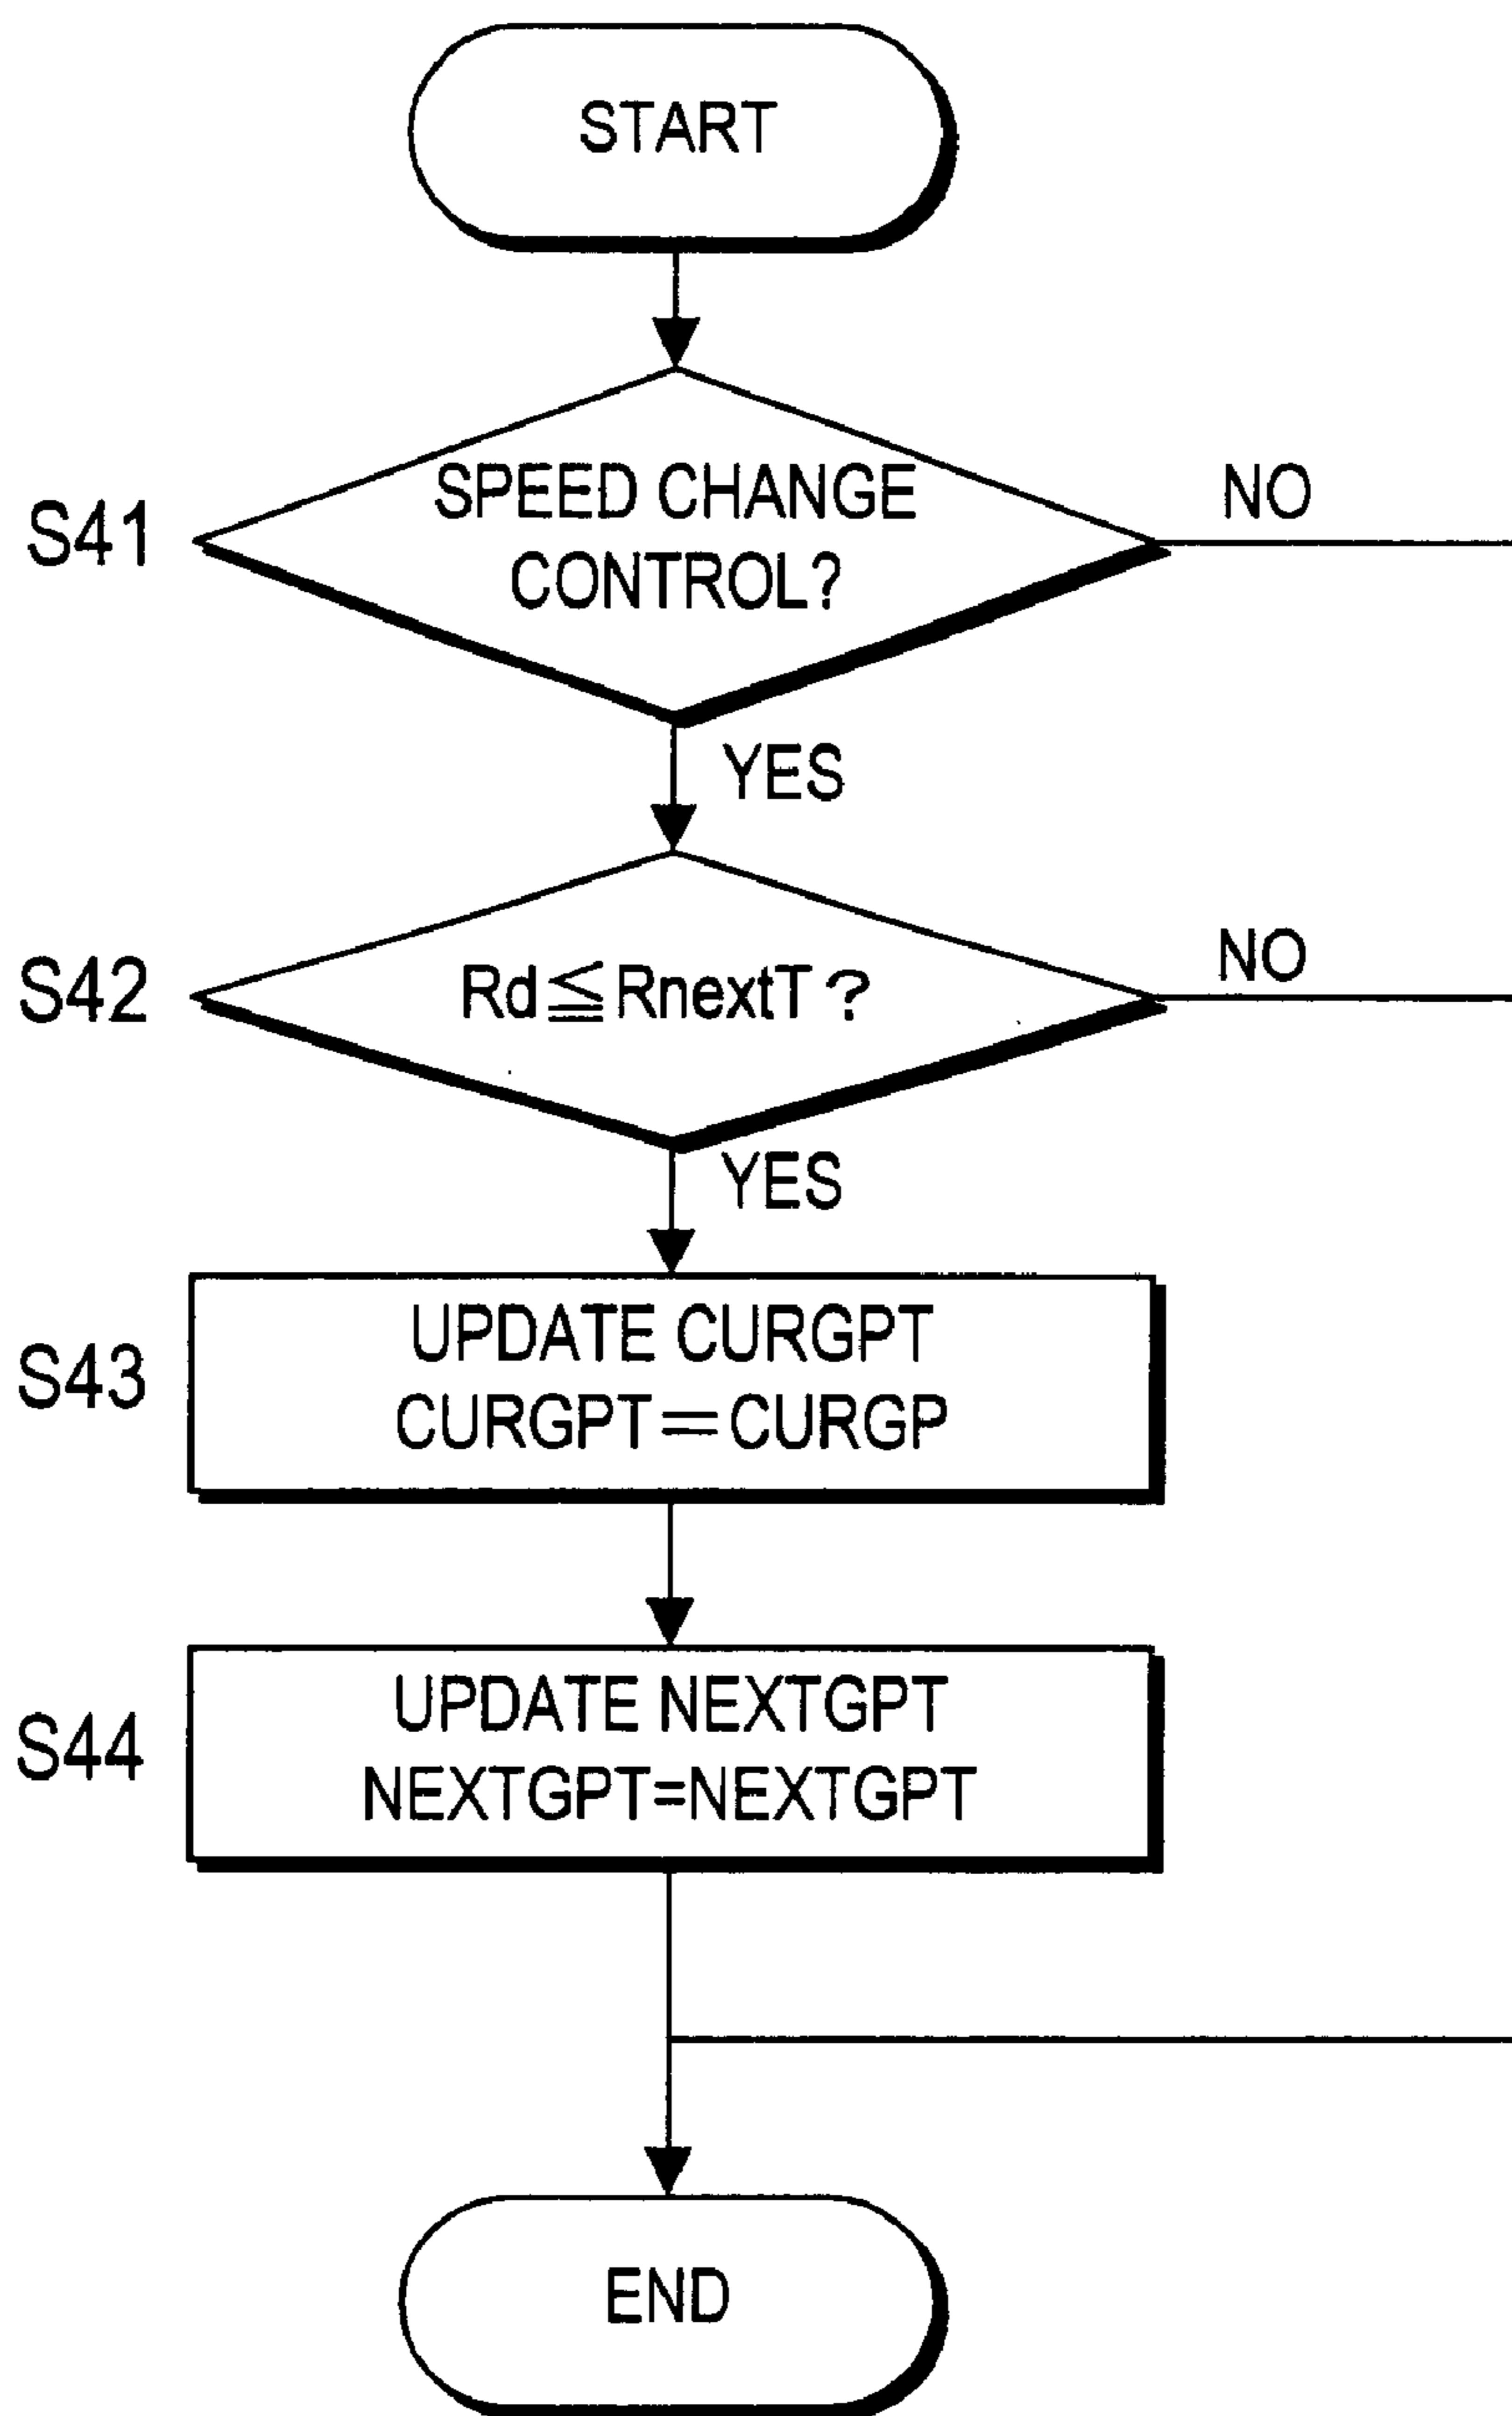 START
S41
SPEED CHANGE
CONTROL?
NO
YES
S42
Rd≦RnextT?
NO
YES
S43
UPDATE CURGPT
CURGPT=CURGP
S44
UPDATE NEXTGPT
NEXTGPT=NEXTGPT
END